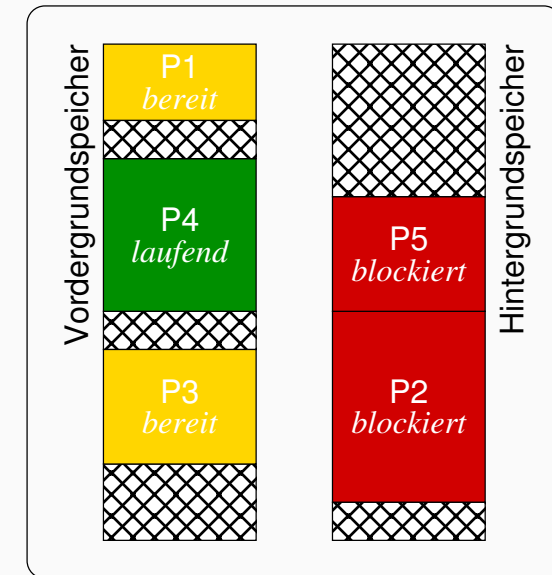 Vordergrundspeicher
P1
bereit
P4
laufend
P3
bereit
P5
blockiert
P2
blockiert
Hintergrundspeicher